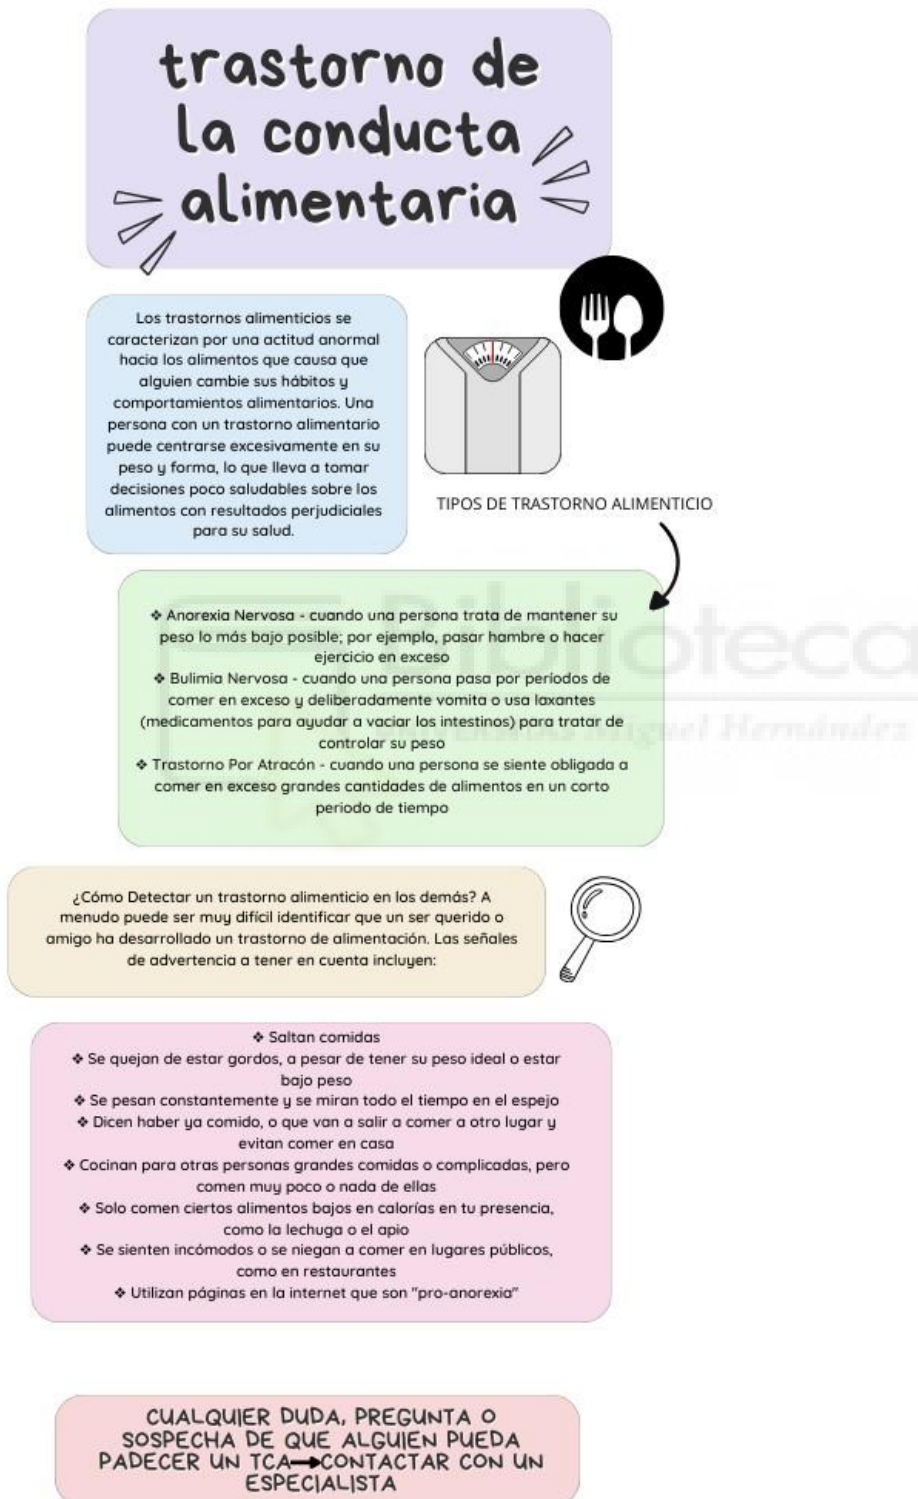 trastorno de
la conducta
alimentaria
Los trastornos alimenticios se
caracterizan por una actitud anormal
hacia los alimentos que causa que
alguien cambie sus hábitos y
comportamientos alimentarios. Una
persona con un trastorno alimentario
puede centrarse excesivamente en su
peso y forma, lo que lleva a tomar
decisiones poco saludables sobre los
alimentos con resultados perjudiciales
para su salud.
TIPOS DE TRASTORNO ALIMENTICIO
❖ Anorexia Nervosa - cuando una persona trata de mantener su
peso lo más bajo posible; por ejemplo, pasar hambre o hacer
ejercicio en exceso
❖ Bulimia Nervosa - cuando una persona pasa por períodos de
comer en exceso y deliberadamente vomita o usa laxantes
(medicamentos para ayudar a vaciar los intestinos) para tratar de
controlar su peso
❖ Trastorno Por Atracón - cuando una persona se siente obligada a
comer en exceso grandes cantidades de alimentos en un corto
periodo de tiempo
Biblioteca
UNIVERSITAS Miguel Hernández
¿Cómo Detectar un trastorno alimenticio en los demás? A
menudo puede ser muy difícil identificar que un ser querido o
amigo ha desarrollado un trastorno de alimentación. Las señales
de advertencia a tener en cuenta incluyen:
❖ Saltan comidas
❖ Se quejan de estar gordos, a pesar de tener su peso ideal o estar
bajo peso
❖ Se pesan constantemente y se miran todo el tiempo en el espejo
❖ Dicen haber ya comido, o que van a salir a comer a otro lugar y
evitan comer en casa
❖ Cocinan para otras personas grandes comidas o complicadas, pero
comen muy poco o nada de ellas
❖ Solo comen ciertos alimentos bajos en calorías en tu presencia,
como la lechuga o el apio
❖ Se sienten incómodos o se niegan a comer en lugares públicos,
como en restaurantes
❖ Utilizan páginas en la internet que son "pro-anorexia"
CUALQUIER DUDA, PREGUNTA O
SOSPECHA DE QUE ALGUIEN PUEDA
PADECER UN TCA→CONTACTAR CON UN
ESPECIALISTA